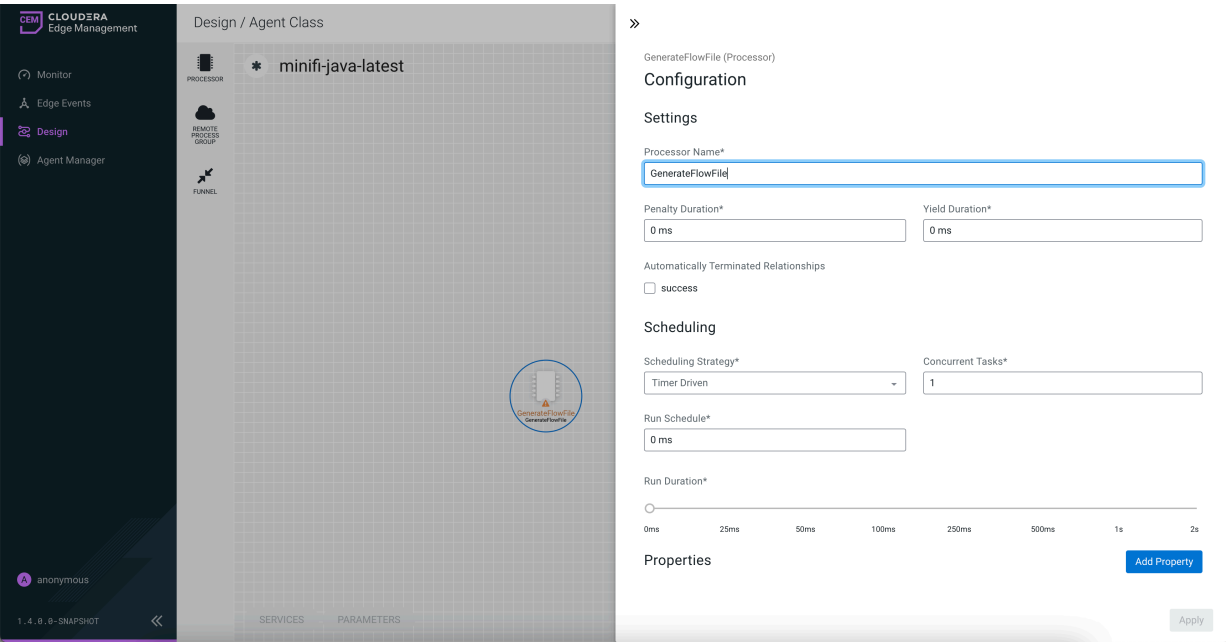 CEM
CLOUDERA
Edge Management
Monitor
Edge Events
Design
Agent Manager
A anonymous
1.4.0.0-SNAPSHOT
Design / Agent Class
PROCESSOR
REMOTE
PROCESS
GROUP
FUNNEL
minifi-java-latest
GenerateFlowFile
GenerateFlowFile
SERVICES PARAMETERS
GenerateFlowFile (Processor)
Configuration
Settings
Processor Name*
GenerateFlowFile
Penalty Duration* Yield Duration*
0 ms 0 ms
Automatically Terminated Relationships
success
Scheduling
Scheduling Strategy* Concurrent Tasks*
Timer Driven 1
Run Schedule*
0 ms
Run Duration*
0ms 25ms 50ms 100ms 250ms 500ms 1s 2s
Properties Add Property
Apply